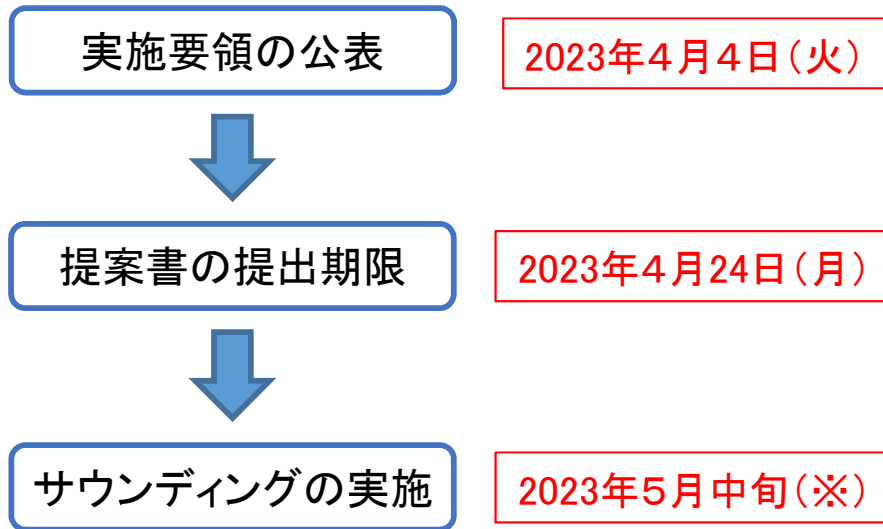 実施要領の公表
2023年４月４日（火）
提案書の提出期限
2023年４月24日（月）
サウンディングの実施
2023年５月中旬（※）